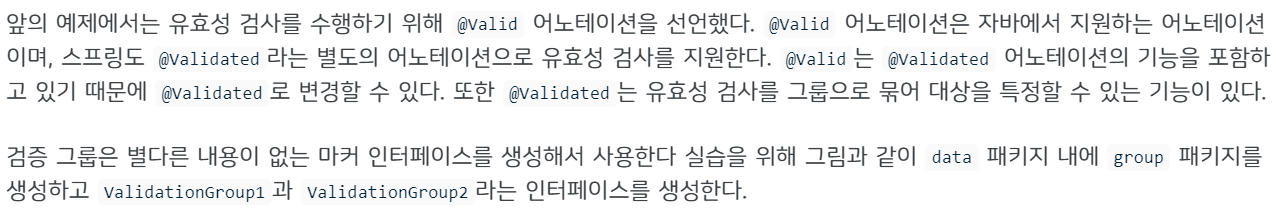 앞의 예제에서는 유효성 검사를 수행하기 위해 @Valid 어노테이션을 선언했다. @Valid 어노테이션은 자바에서 지원하는 어노테이션
이며, 스프링도 @Validated 라는 별도의 어노테이션으로 유효성 검사를 지원한다. @Valid 는 @Validated 어노테이션의 기능을 포함하
고 있기 때문에 @Validated 로 변경할 수 있다. 또한 @Validated 는 유효성 검사를 그룹으로 묶어 대상을 특정할 수 있는 기능이 있다.
검증 그룹은 별다른 내용이 없는 마커 인터페이스를 생성해서 사용한다 실습을 위해 그림과 같이 data 패키지 내에 group 패키지를
생성하고 ValidationGroup1 과 ValidationGroup2 라는 인터페이스를 생성한다.